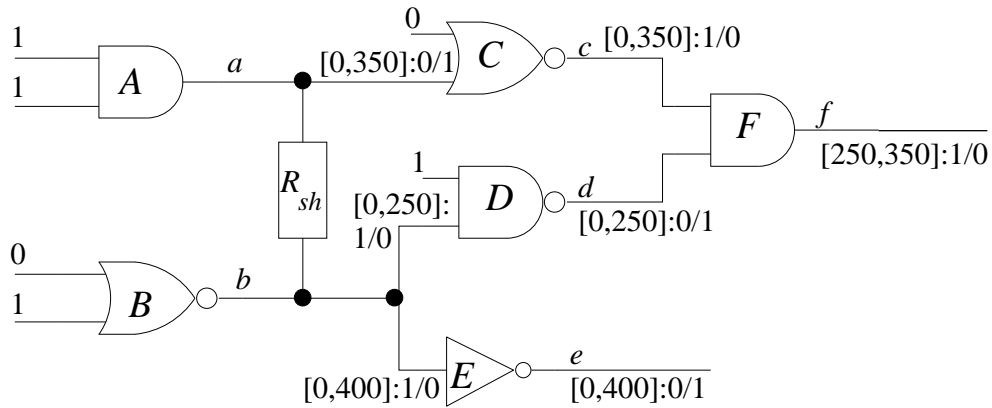 0
1
a
[0,350]:0/1
C
c
[0,350]:1/0
A
1
F
f
[250,350]:1/0
R
sh
1
[0,250]:
1/0
D
d
[0,250]:0/1
0
1
B
b
E
e
[0,400]:1/0
[0,400]:0/1